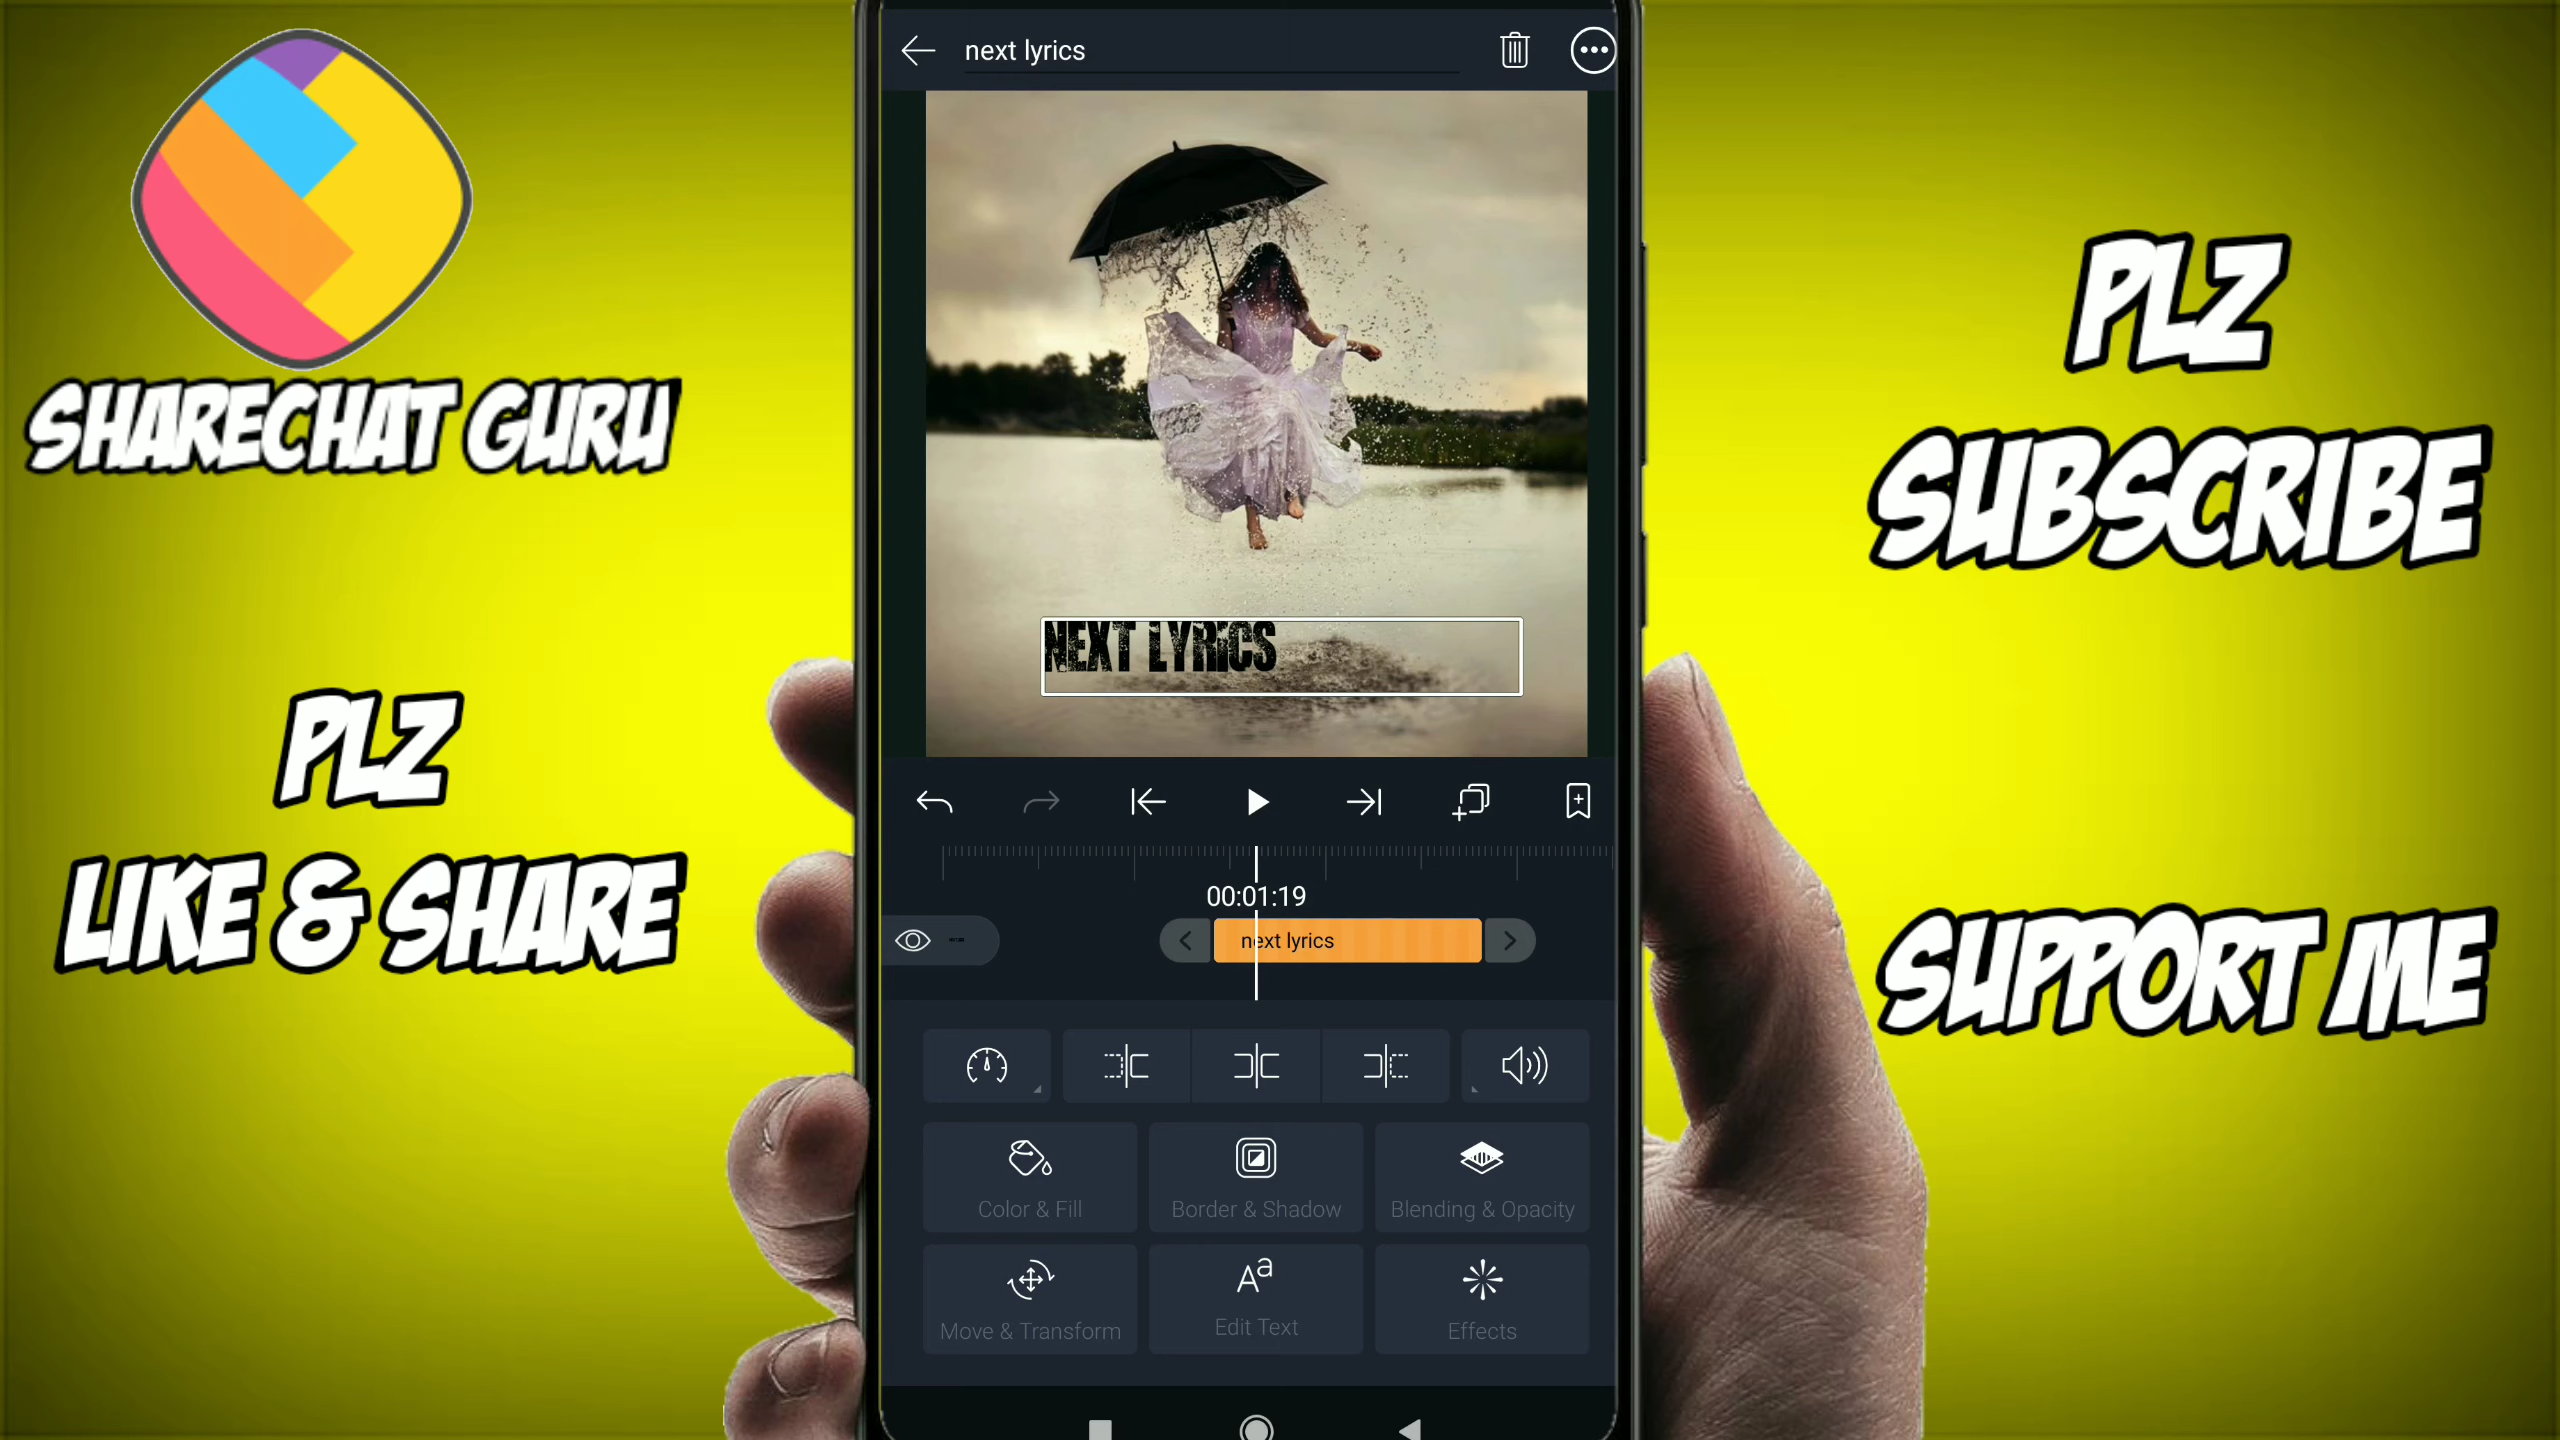 next lyrics
SHARECHAT GURU
PLZ
LIKE & SHARE
PLZ
SUBSCRIBE
SUPPORT ME
NEXT LYRICS
00:01:19
next lyrics
Color & Fill
Border & Shadow
Blending & Opacity
Move & Transform
Edit Text
Effects